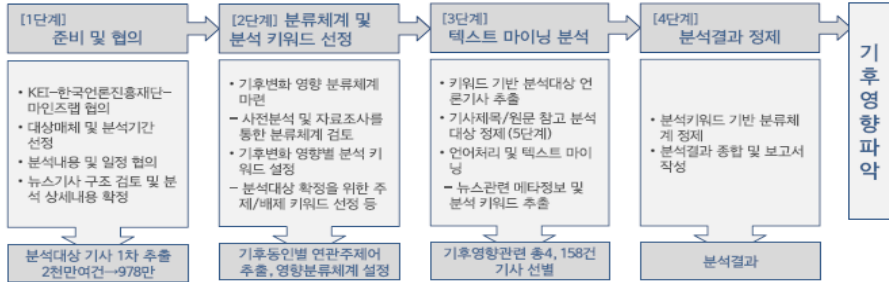 [1단계]
준비 및 협의
• KEI-한국언론진흥재단-
마인즈랩 협의
• 대상매체 및 분석기간
선정
• 분석내용 및 일정 협의
• 뉴스기사 구조 검토 및 분
석 상세내용 확정
분석대상 기사 1차 추출
2천만여건→978만
[2단계] 분류체계 및
분석 키워드 선정
• 기후변화 영향 분류체계
마련
- 사전분석 및 자료조사를
통한 분류체계 검토
• 기후변화 영향별 분석 키
워드 설정
- 분석대상 확정을 위한 주
제/배제 키워드 선정 등
기후동인별 연관주제어
추출, 영향분류체계 설정
[3단계]
텍스트 마이닝 분석
• 키워드 기반 분석대상 언
론기사 추출
• 기사제목/원문 참고 분석
대상 정제(5단계)
• 언어처리 및 텍스트 마이
닝
- 뉴스관련 메타정보 및
분석 키워드 추출
기후영향관련 총4, 158건
기사 선별
[4단계]
분석결과 정제
• 분석키워드 기반 분류체
계 정제
• 분석결과 종합 및 보고서
작성
분석결과
기
후
영
향
파
악